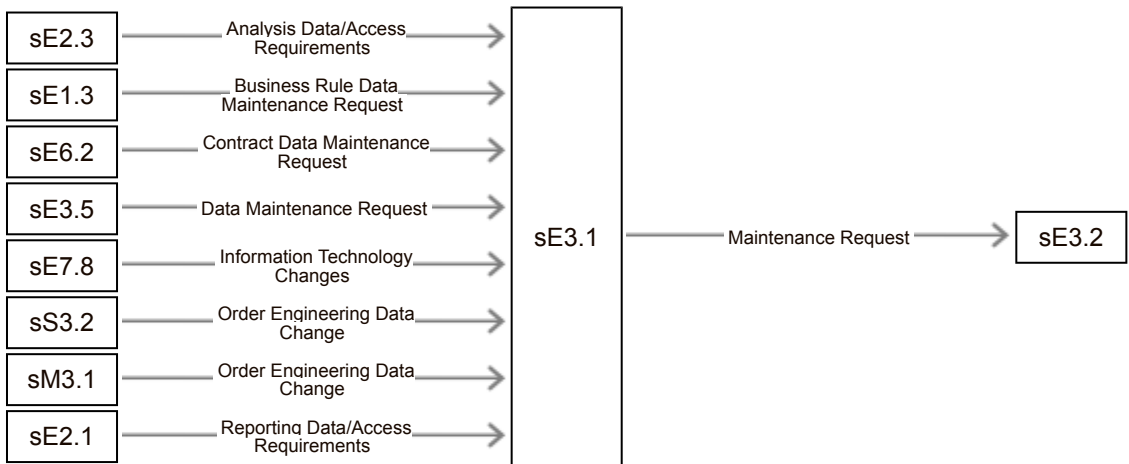 sE2.3
Analysis Data/Access
Requirements
sE1.3
Business Rule Data
Maintenance Request
sE6.2
Contract Data Maintenance
Request
sE3.5
Data Maintenance Request
sE7.8
Information Technology
Changes
sS3.2
Order Engineering Data
Change
sM3.1
Order Engineering Data
Change
sE2.1
Reporting Data/Access
Requirements
sE3.1
Maintenance Request
sE3.2